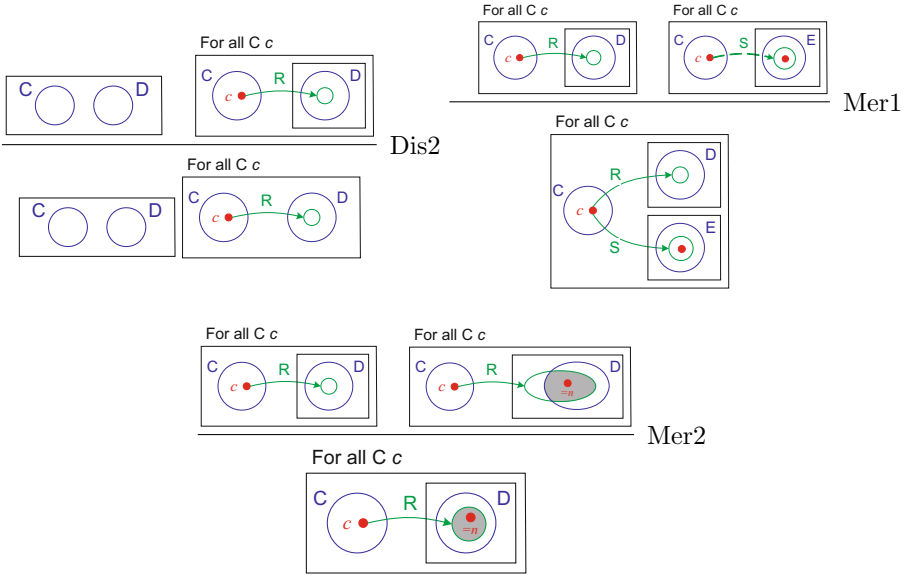 For all C c
C D
C c R D
Dis2
C D
For all C c
C c R D
For all C c
C c R D
For all C c
C c S E
Mer1
For all C c
C c R D
S E
For all C c
C c R D
For all C c
C c R D
=n
Mer2
For all C c
C c R D
=n